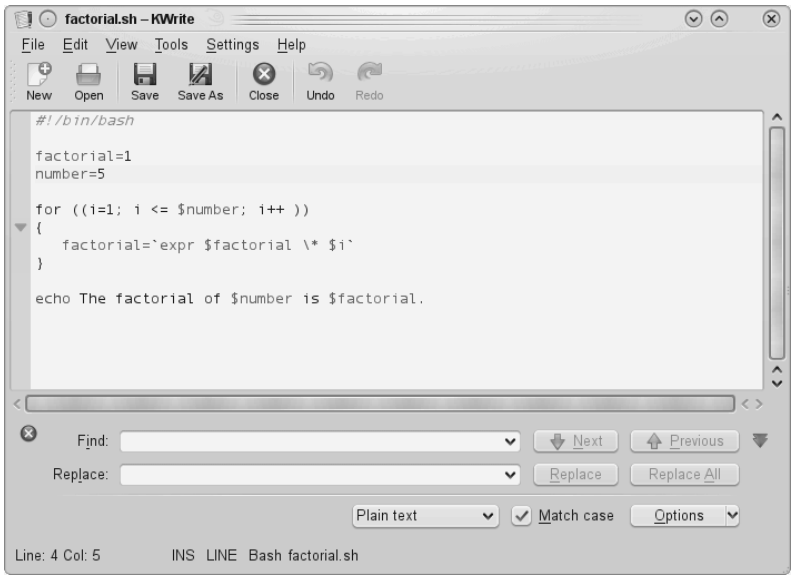 factorial.sh – KWrite
File Edit View Tools Settings Help
New Open Save Save As Close Undo Redo
#!/bin/bash
factorial=1
number=5
for ((i=1; i <= $number; i++ ))
{
factorial=`expr $factorial \* $i`
}
echo The factorial of $number is $factorial.
Find: Next Previous
Replace: Replace Replace All
Plain text Match case Options
Line: 4 Col: 5 INS LINE Bash factorial.sh